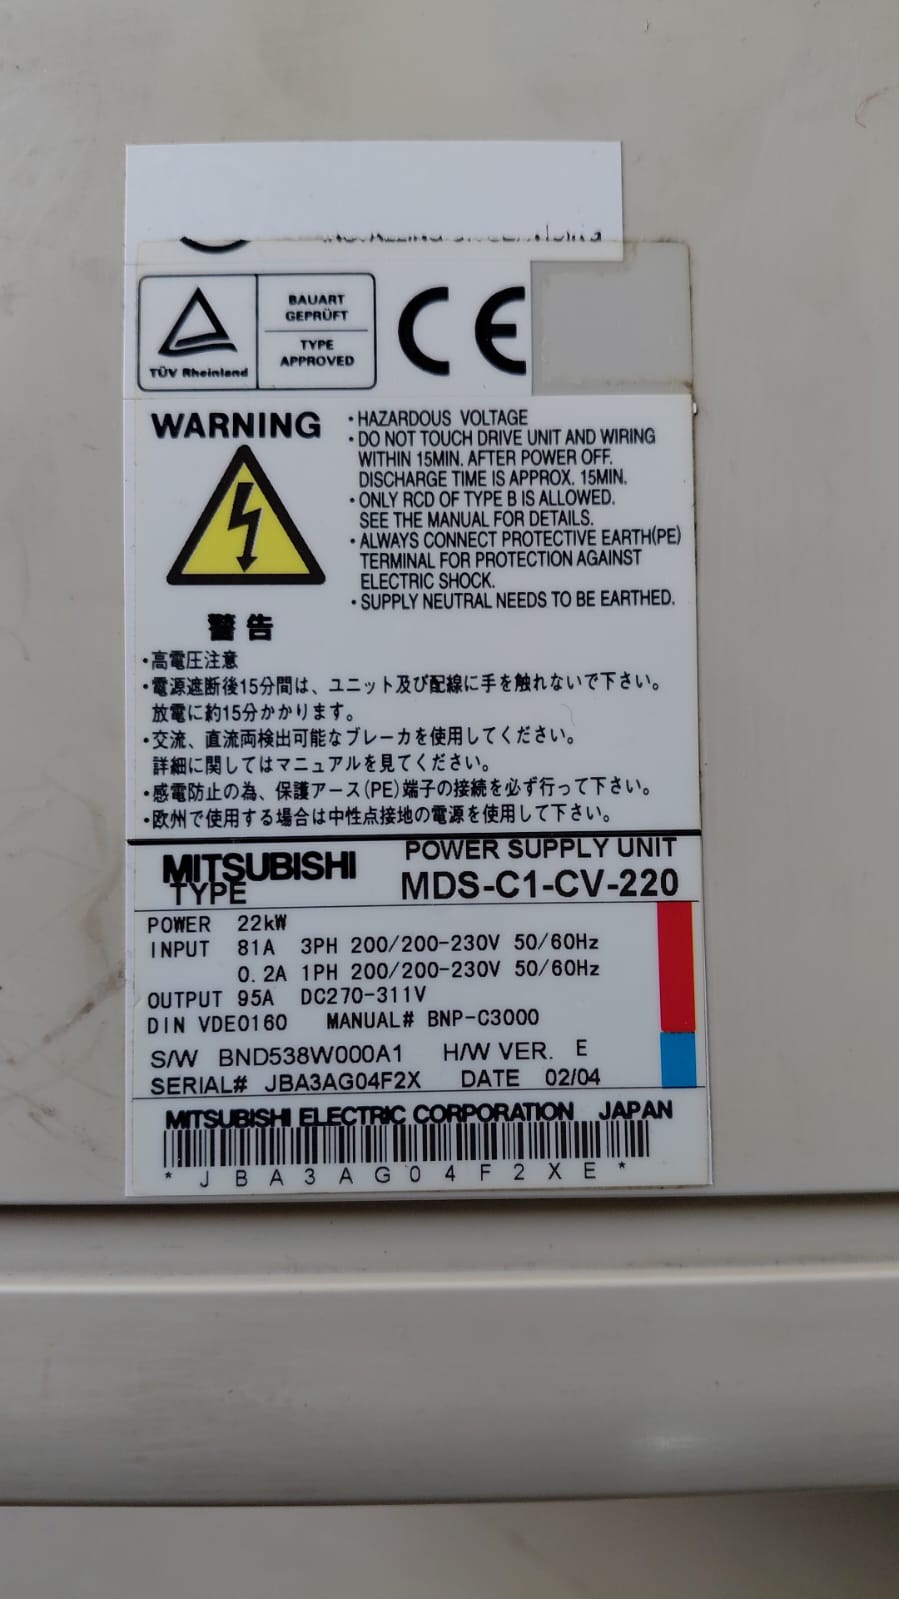 BAUART
GEPRÜFT
TYPE
APPROVED
TÜV Rheinland
CE
WARNING
・HAZARDOUS VOLTAGE
・DO NOT TOUCH DRIVE UNIT AND WIRING
WITHIN 15MIN. AFTER POWER OFF.
DISCHARGE TIME IS APPROX. 15MIN.
・ONLY RCD OF TYPE B IS ALLOWED.
SEE THE MANUAL FOR DETAILS.
・ALWAYS CONNECT PROTECTIVE EARTH(PE)
TERMINAL FOR PROTECTION AGAINST
ELECTRIC SHOCK.
・SUPPLY NEUTRAL NEEDS TO BE EARTHED.
警告
・高電圧注意
・電源遮断後15分間は、ユニット及び配線に手を触れないで下さい。
放電に約15分かかります。
・交流、直流両検出可能なブレーカを使用してください。
詳細に関してはマニュアルを見てください。
・感電防止の為、保護アース(PE)端子の接続を必ず行って下さい。
・欧州で使用する場合は中性点接地の電源を使用して下さい。
MITSUBISHI POWER SUPPLY UNIT
TYPE MDS-C1-CV-220
POWER 22kW
INPUT 81A 3PH 200/200-230V 50/60Hz
0.2A 1PH 200/200-230V 50/60Hz
OUTPUT 95A DC270-311V
DIN VDE0160 MANUAL# BNP-C3000
S/W BND538W000A1 H/W VER. E
SERIAL# JBA3AG04F2X DATE 02/04
MITSUBISHI ELECTRIC CORPORATION JAPAN
* J B A 3 A G 0 4 F 2 X E *